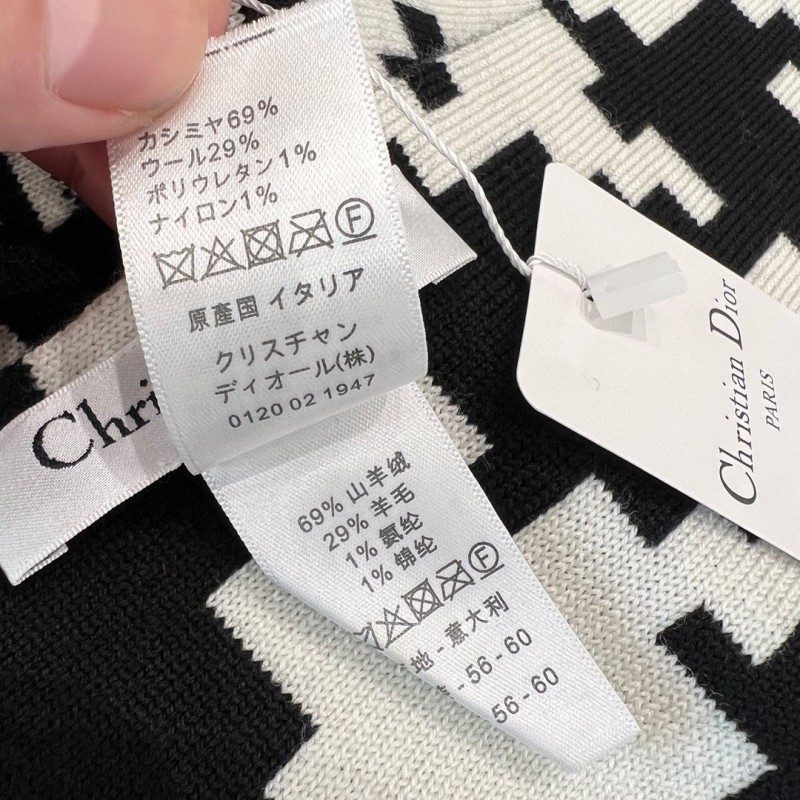 カシミヤ69%
ウール29%
ポリウレタン1%
ナイロン1%
F
原産国 イタリア
クリスチャン
ディオール(株)
0120 02 1947
Christian Dior
PARIS
Chri
69% 山羊绒
29% 羊毛
1% 氨纶
1% 锦纶
F
地 - 意大利
- 56-60
56-60